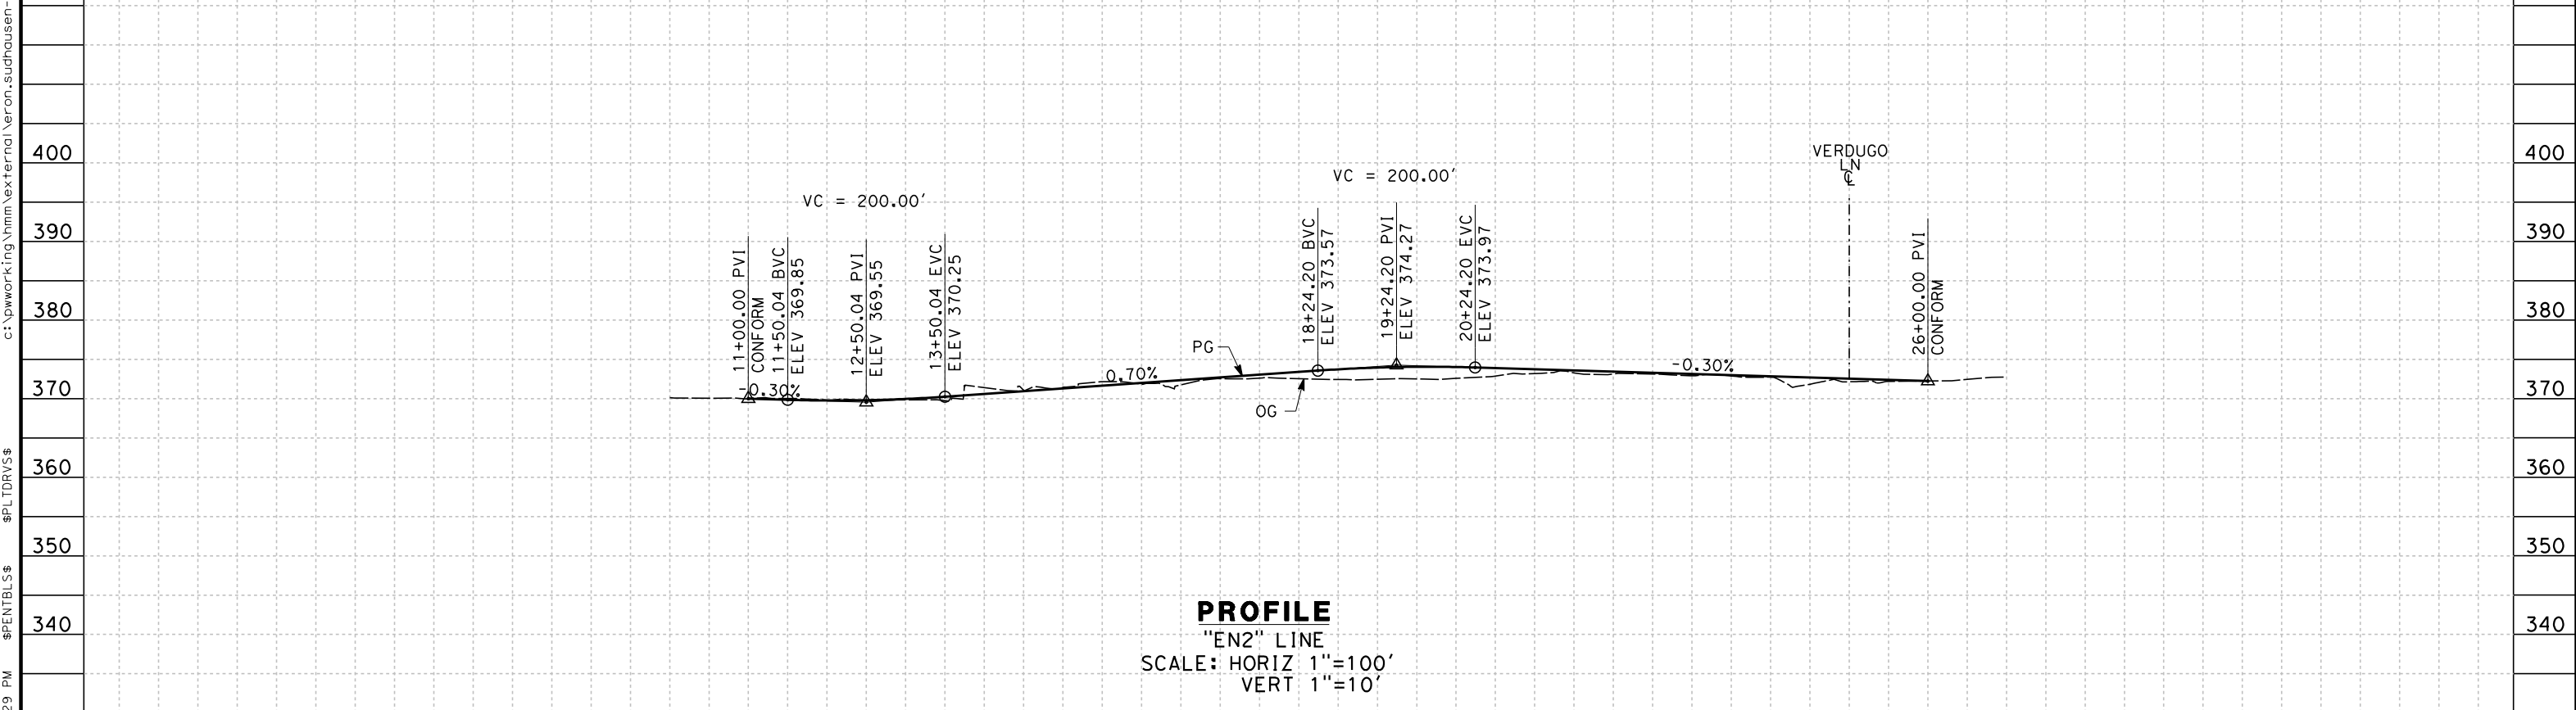 c:\pwworking\hmm\external\eron.sudhausen-
$PLTDRVS$
$PENTBLS$
29 PM
400
390
380
370
360
350
340
VC = 200.00'
11+00.00 PVI
CONFORM
11+50.04 BVC
ELEV 369.85
12+50.04 PVI
ELEV 369.55
13+50.04 EVC
ELEV 370.25
-0.30%
0.70%
PG
OG
VC = 200.00'
18+24.20 BVC
ELEV 373.57
19+24.20 PVI
ELEV 374.27
20+24.20 EVC
ELEV 373.97
-0.30%
VERDUGO
LN
℄
26+00.00 PVI
CONFORM
400
390
380
370
360
350
340
PROFILE
"EN2" LINE
SCALE: HORIZ 1"=100'
VERT 1"=10'